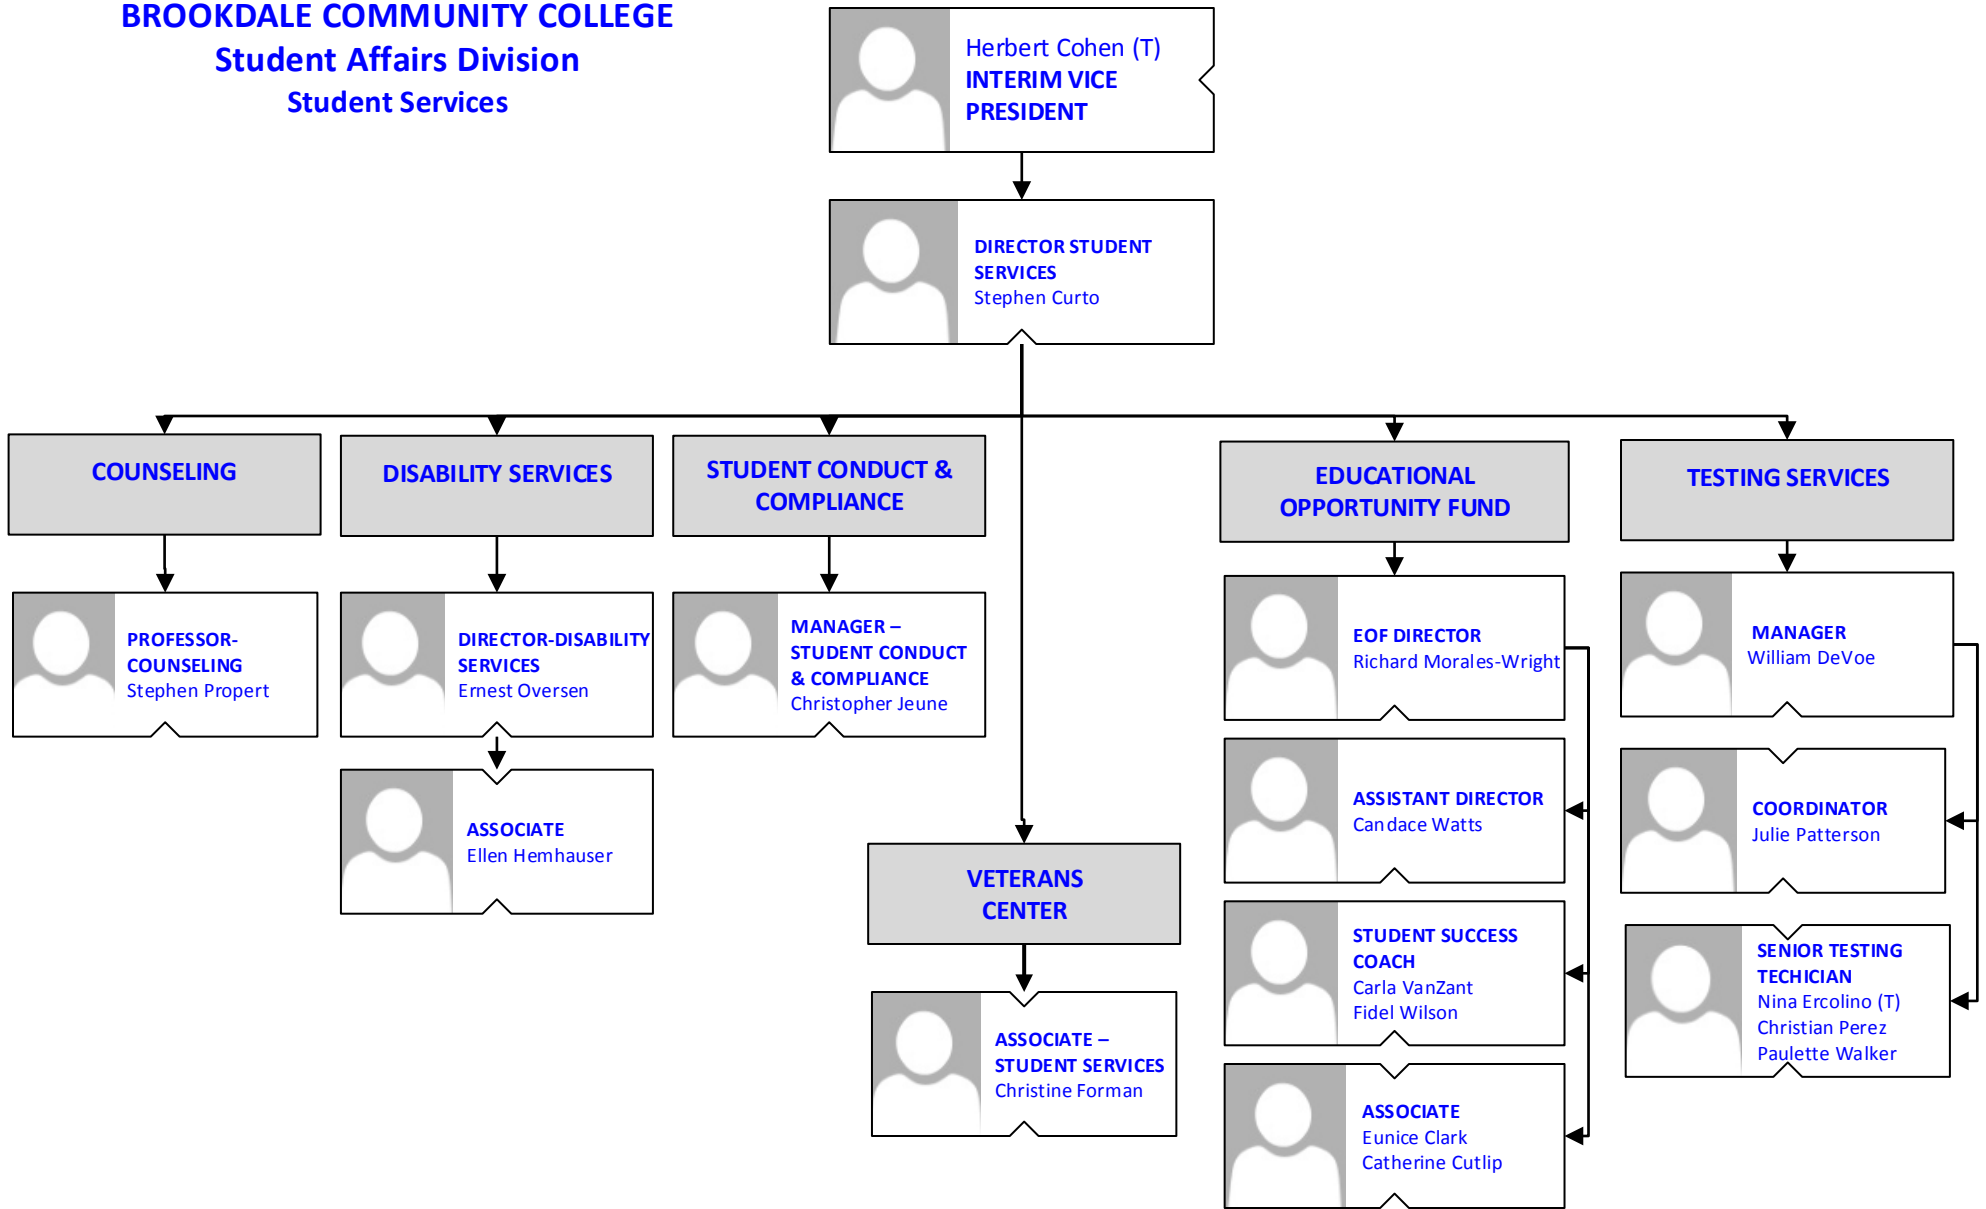 BROOKDALE COMMUNITY COLLEGE
Student Affairs Division
Student Services
Herbert Cohen (T)
INTERIM VICE
PRESIDENT
DIRECTOR STUDENT
SERVICES
Stephen Curto
COUNSELING
DISABILITY SERVICES
STUDENT CONDUCT &
COMPLIANCE
EDUCATIONAL
OPPORTUNITY FUND
TESTING SERVICES
PROFESSOR-
COUNSELING
Stephen Propert
DIRECTOR-DISABILITY
SERVICES
Ernest Oversen
MANAGER –
STUDENT CONDUCT
& COMPLIANCE
Christopher Jeune
EOF DIRECTOR
Richard Morales-Wright
MANAGER
William DeVoe
ASSOCIATE
Ellen Hemhauser
ASSISTANT DIRECTOR
Candace Watts
COORDINATOR
Julie Patterson
VETERANS
CENTER
STUDENT SUCCESS
COACH
Carla VanZant
Fidel Wilson
SENIOR TESTING
TECHICIAN
Nina Ercolino (T)
Christian Perez
Paulette Walker
ASSOCIATE –
STUDENT SERVICES
Christine Forman
ASSOCIATE
Eunice Clark
Catherine Cutlip